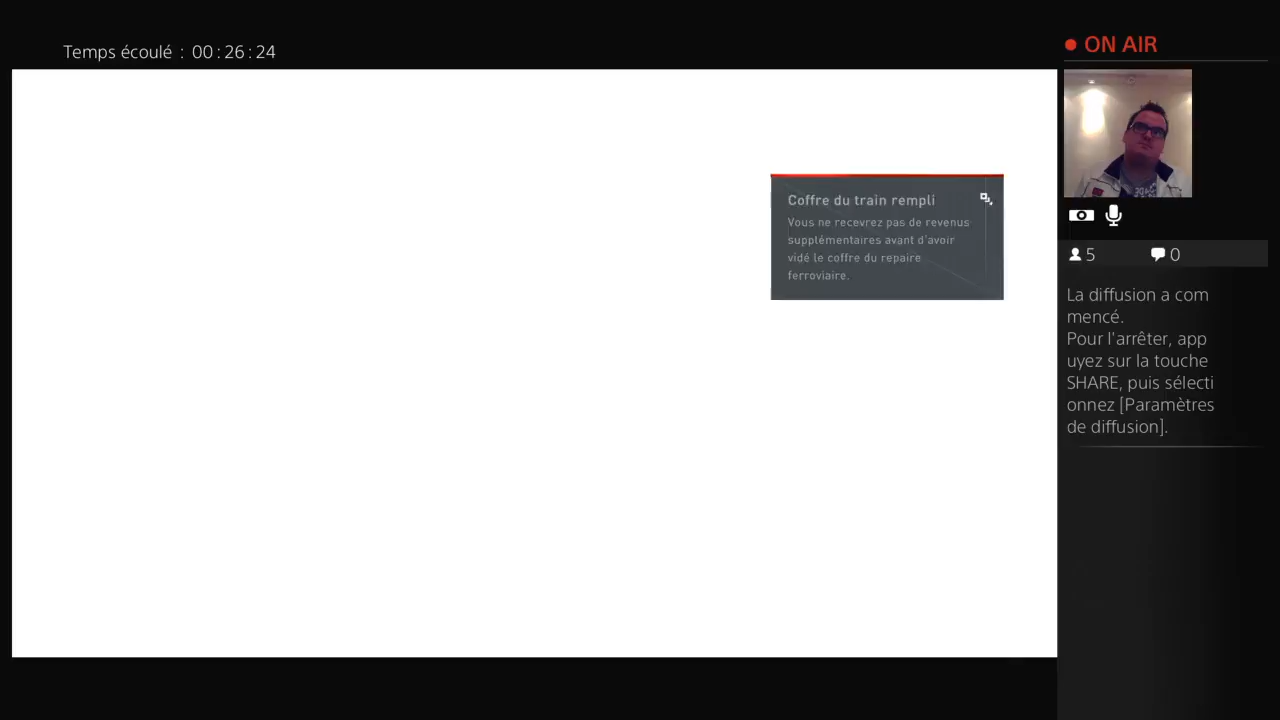 Temps écoulé : 00:26:24
ON AIR
Coffre du train rempli
Vous ne recevrez pas de revenus
supplémentaires avant d'avoir
vidé le coffre du repaire
ferroviaire.
5 0
La diffusion a com
mencé.
Pour l'arrêter, app
uyez sur la touche
SHARE, puis sélecti
onnez [Paramètres
de diffusion].